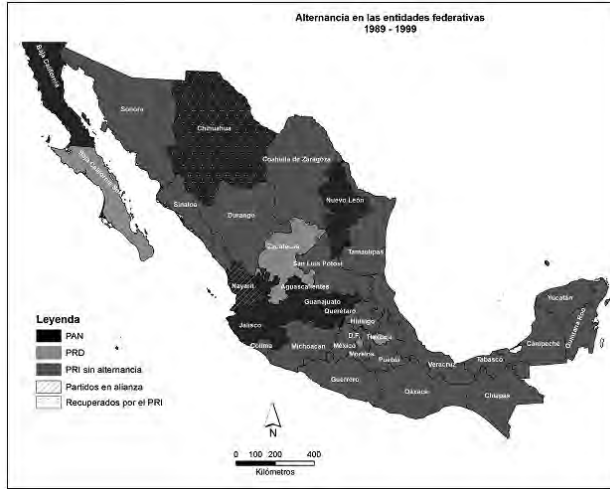 Alternancia en las entidades federativas
1989 - 1999
Baja California
Sonora
Chihuahua
Coahuila de Zaragoza
Baja California
Sinaloa
Durango
Nuevo León
Zacatecas
San Luis Potosí
Tamaulipas
Nayarit
Aguascalientes
Guanajuato
Querétaro
Hidalgo
Jalisco
Colima
Michoacán
D.F.
Tlaxcala
México
Morelos
Puebla
Veracruz
Tabasco
Yucatán
Campeche
Quintana Roo
Guerrero
Oaxaca
Chiapas
Leyenda
PAN
PRD
PRI sin alternancia
Partidos en alianza
Recuperados por el PRI
N
0 100 200 400
Kilómetros